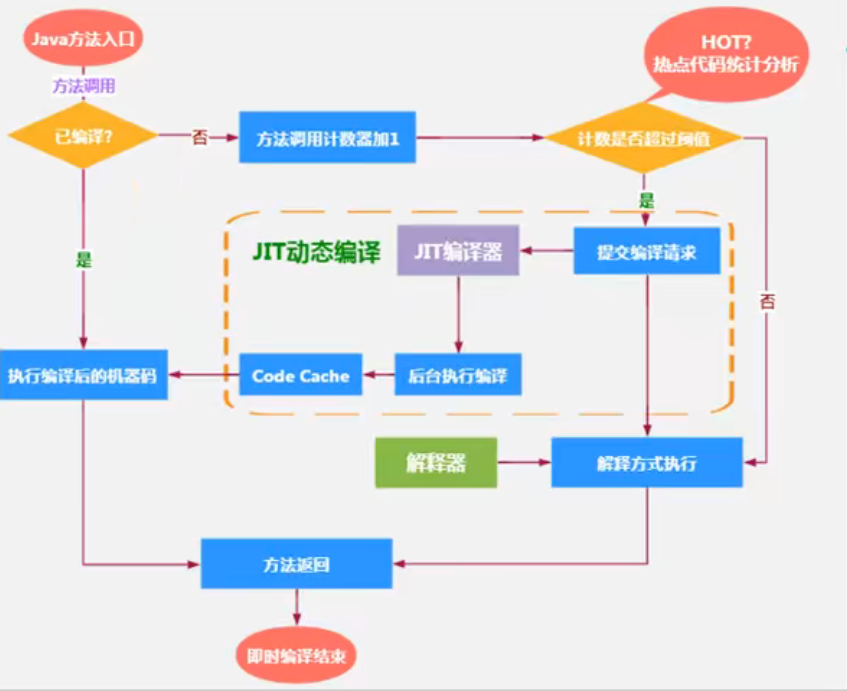 Java方法入口
方法调用
已编译?
否
方法调用计数器加1
计数是否超过阀值
HOT?
热点代码统计分析
是
是
否
JIT动态编译
JIT编译器
提交编译请求
执行编译后的机器码
Code Cache
后台执行编译
解释器
解释方式执行
方法返回
即时编译结束